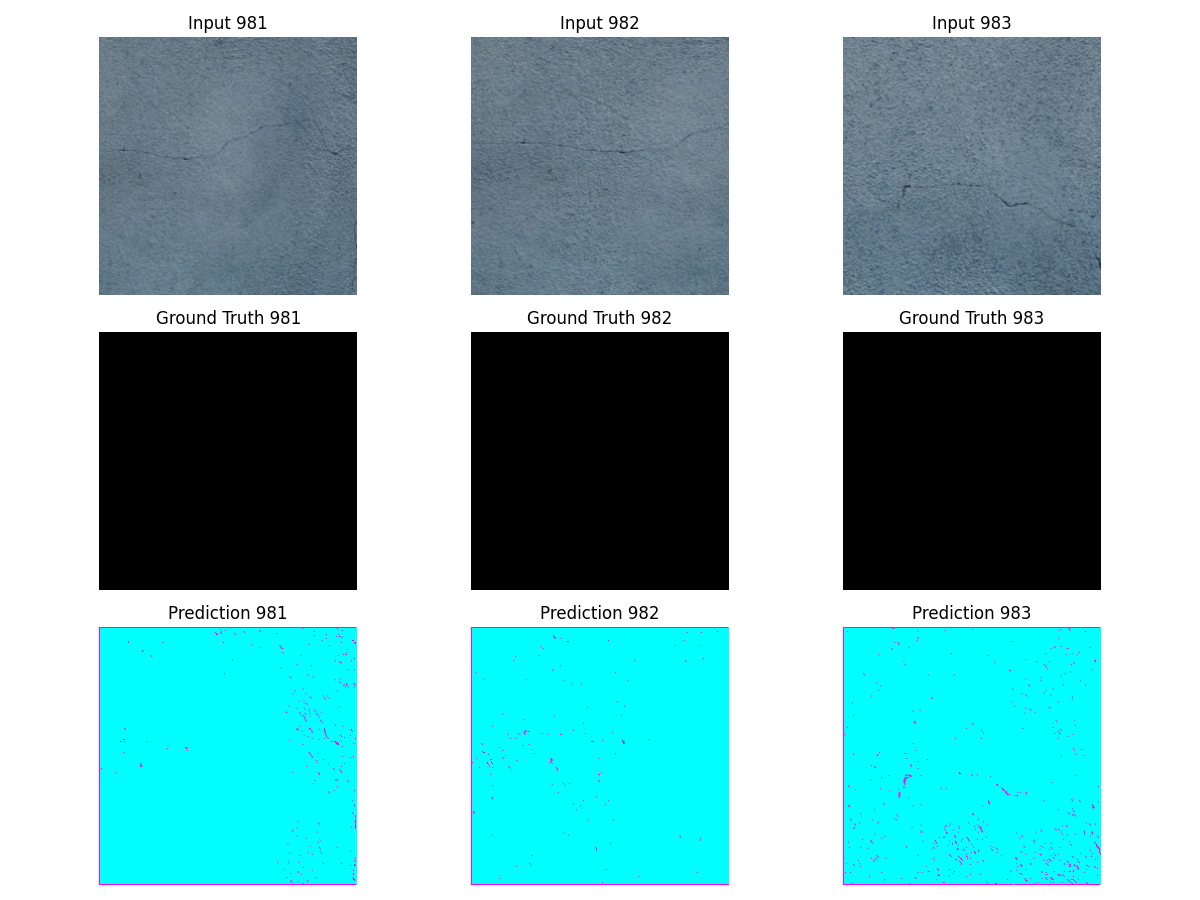 Input 981
Input 982
Input 983
Ground Truth 981
Ground Truth 982
Ground Truth 983
Prediction 981
Prediction 982
Prediction 983